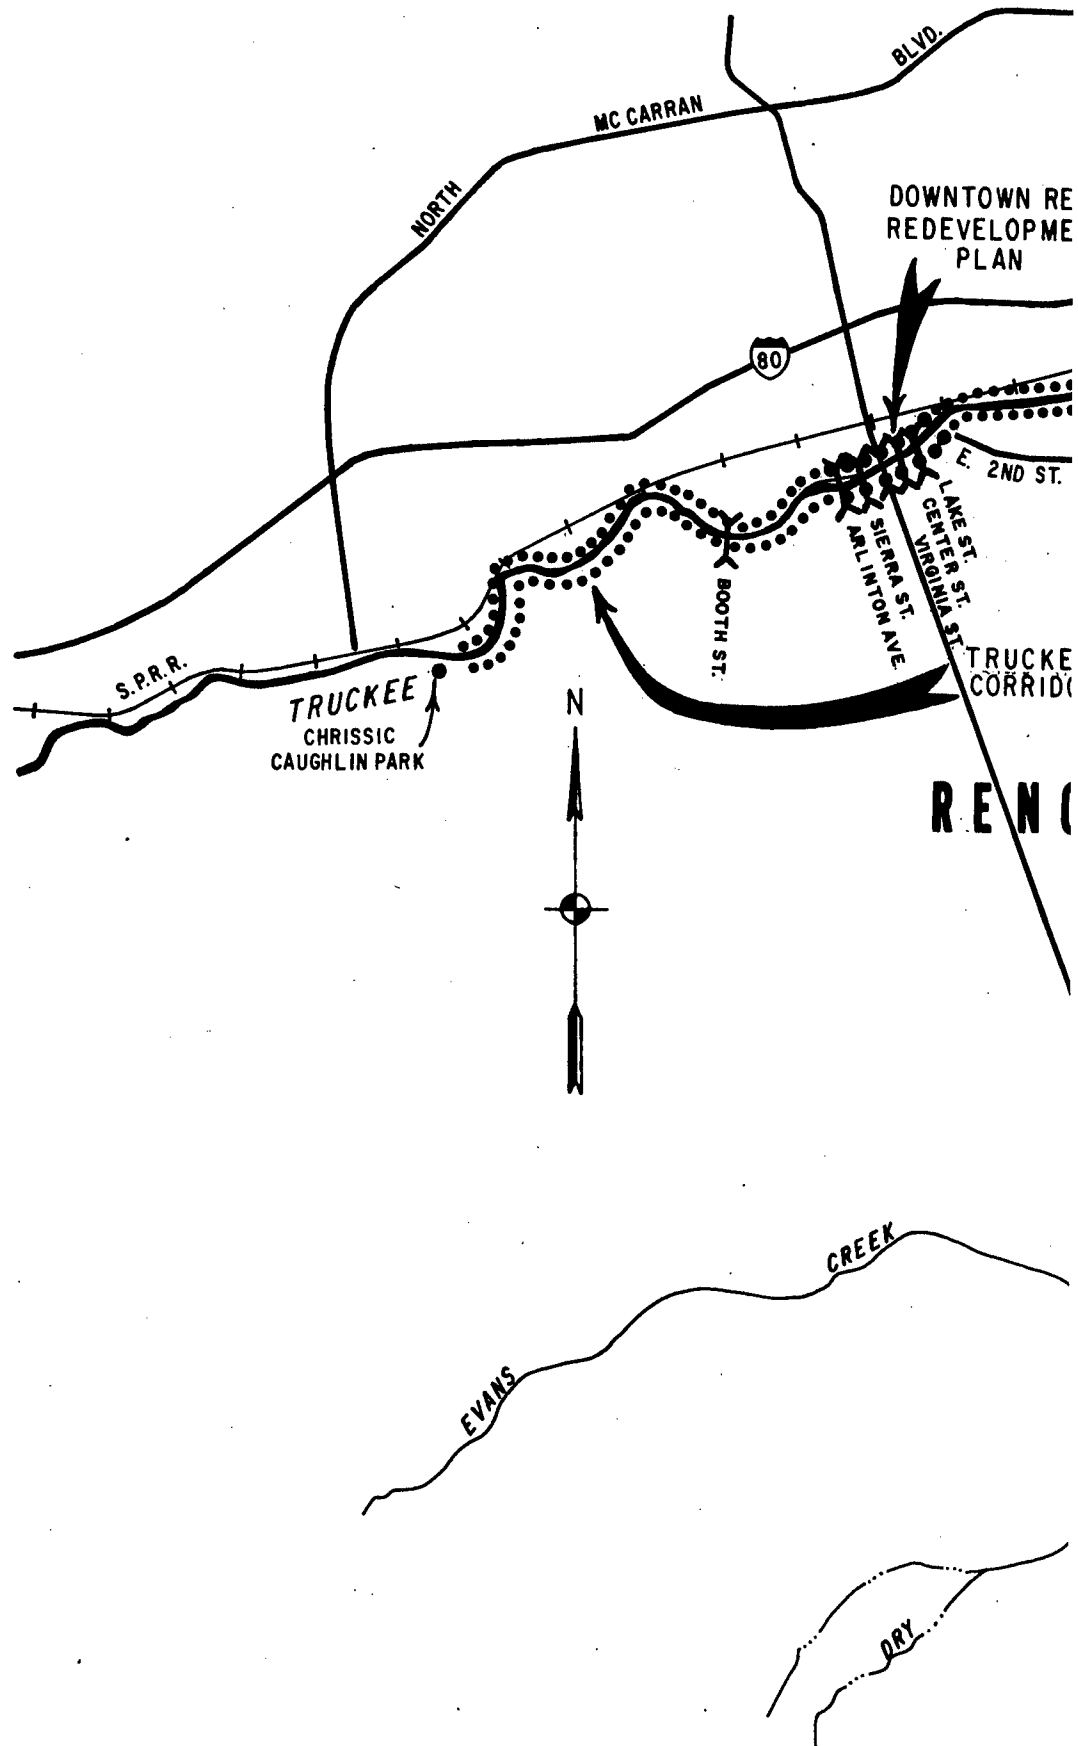 BLVD.
MC CARRAN
NORTH
DOWNTOWN RE
REDEVELOPME
PLAN
80
E. 2ND ST.
LAKE ST.
CENTER ST.
VIRGINIA ST.
SIERRA ST.
ARLINTON AVE.
BOOTH ST.
S.P.R.R.
TRUCKEE
CHRISSIC
CAUGHLIN PARK
N
TRUCKE
CORRIDO
RENO
CREEK
EVANS
DRY